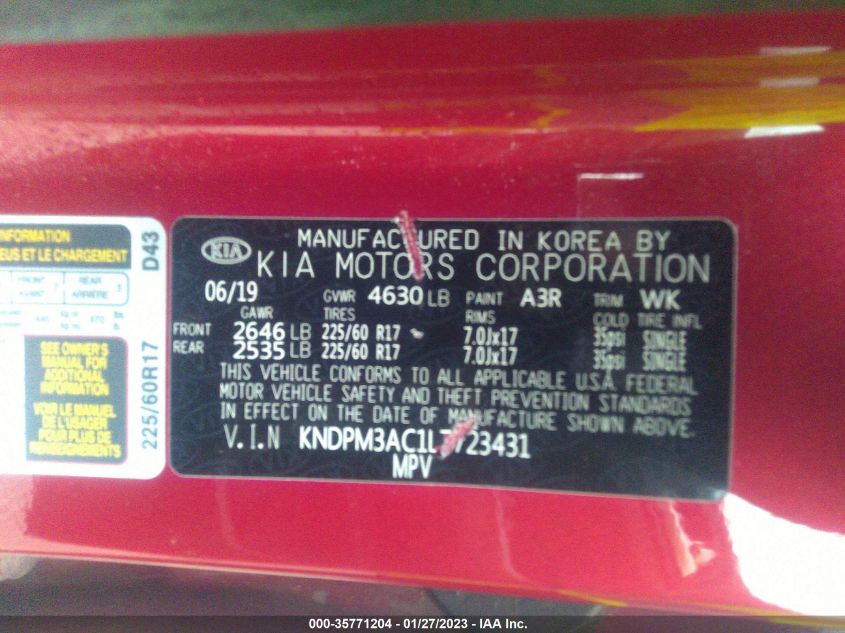 INFORMATION
EUS ET LE CHARGEMENT
FRONT
AVANT
REAR
ARRIÈRE
SEE OWNER'S
MANUAL FOR
ADDITIONAL
INFORMATION
VOIR LE MANUEL
DE L'USAGER
POUR PLUS DE
RENSEIGNEMENTS
D43
225/60R17
KIA
MANUFACTURED IN KOREA BY
KIA MOTORS CORPORATION
06/19 GVWR 4630 LB PAINT A3R TRIM WK
GAWR TIRES RIMS COLD TIRE INFL
FRONT 2646 LB 225/60 R17 7.0Jx17 35psi SINGLE
REAR 2535 LB 225/60 R17 7.0Jx17 35psi SINGLE
THIS VEHICLE CONFORMS TO ALL APPLICABLE U.S.A. FEDERAL
MOTOR VEHICLE SAFETY AND THEFT PREVENTION STANDARDS
IN EFFECT ON THE DATE OF MANUFACTURE SHOWN ABOVE.
V.I.N KNDPM3AC1L7723431
MPV
000-35771204 — 01/27/2023 — IAA Inc.